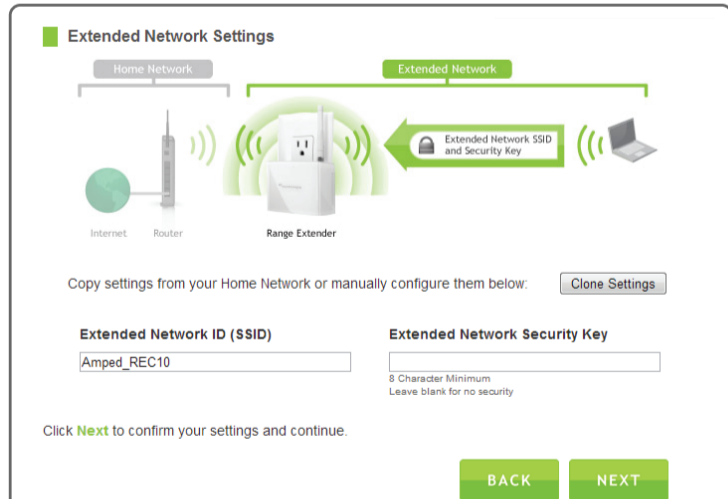 Extended Network Settings
Home Network
Extended Network
Extended Network SSID
and Security Key
Internet
Router
Range Extender
Copy settings from your Home Network or manually configure them below:
Clone Settings
Extended Network ID (SSID)
Extended Network Security Key
Amped_REC10
8 Character Minimum
Leave blank for no security
Click Next to confirm your settings and continue.
BACK
NEXT